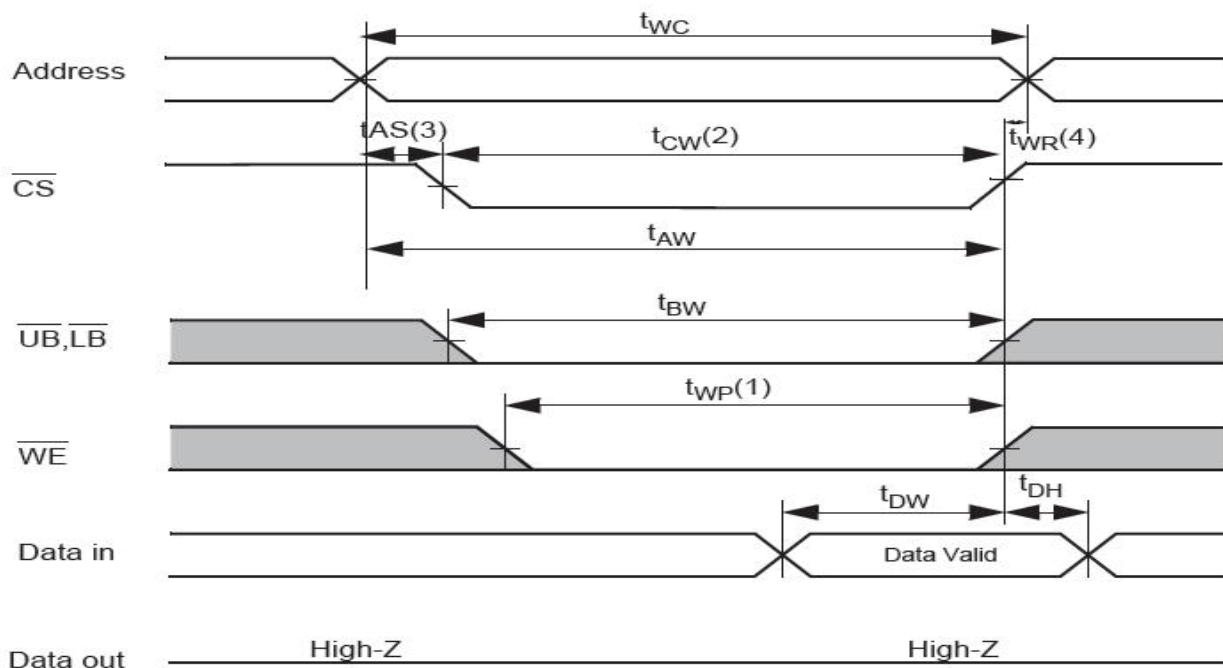 tWC
Address
tAS(3)
tCW(2)
tWR(4)
CS
tAW
tBW
UB,LB
tWP(1)
WE
tDW
tDH
Data in
Data Valid
High-Z
High-Z
Data out